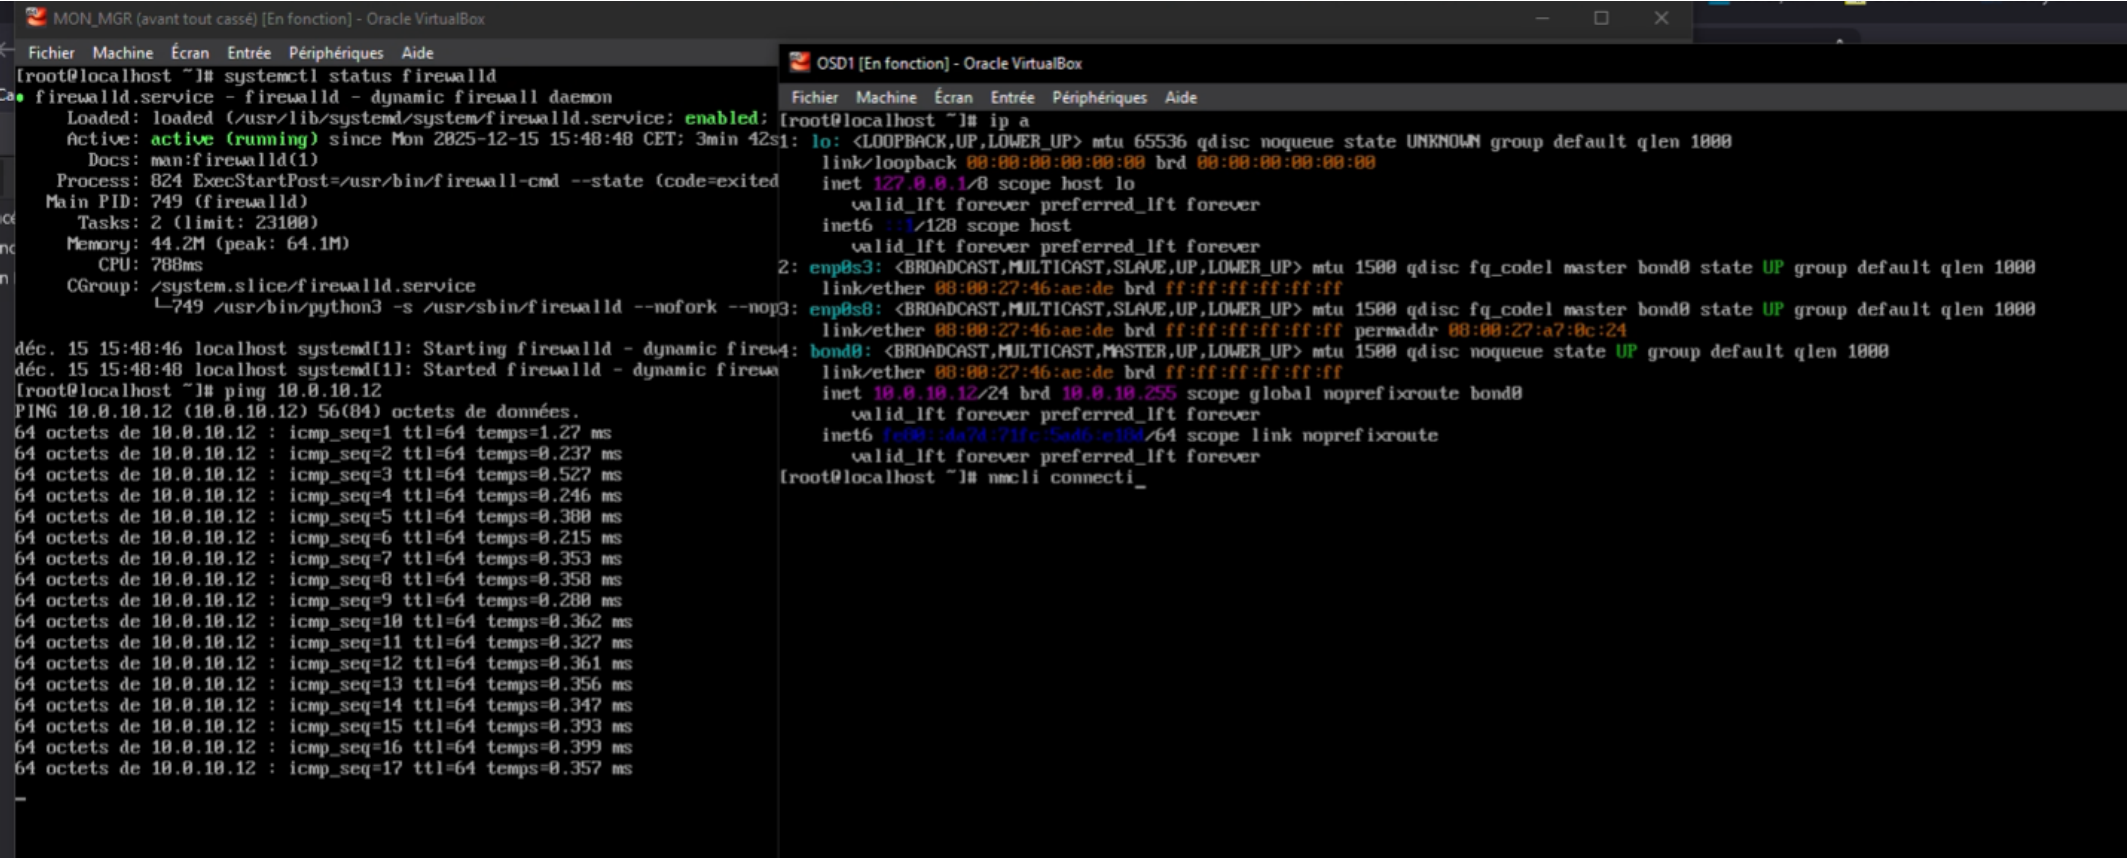 MON_MGR (avant tout cassé) [En fonction] - Oracle VirtualBox
Fichier Machine Écran Entrée Périphériques Aide
[root@localhost ~]# systemctl status firewalld
● firewalld.service - firewalld - dynamic firewall daemon
Loaded: loaded (/usr/lib/systemd/system/firewalld.service; enabled;
Active: active (running) since Mon 2025-12-15 15:48:48 CET; 3min 42s
Docs: man:firewalld(1)
Process: 824 ExecStartPost=/usr/bin/firewall-cmd --state (code=exited
Main PID: 749 (firewalld)
Tasks: 2 (limit: 23100)
Memory: 44.2M (peak: 64.1M)
CPU: 788ms
CGroup: /system.slice/firewalld.service
└─749 /usr/bin/python3 -s /usr/sbin/firewalld --nofork --nop
déc. 15 15:48:46 localhost systemd[1]: Starting firewalld - dynamic firew
déc. 15 15:48:48 localhost systemd[1]: Started firewalld - dynamic firewa
[root@localhost ~]# ping 10.0.10.12
PING 10.0.10.12 (10.0.10.12) 56(84) octets de données.
64 octets de 10.0.10.12 : icmp_seq=1 ttl=64 temps=1.27 ms
64 octets de 10.0.10.12 : icmp_seq=2 ttl=64 temps=0.237 ms
64 octets de 10.0.10.12 : icmp_seq=3 ttl=64 temps=0.527 ms
64 octets de 10.0.10.12 : icmp_seq=4 ttl=64 temps=0.246 ms
64 octets de 10.0.10.12 : icmp_seq=5 ttl=64 temps=0.380 ms
64 octets de 10.0.10.12 : icmp_seq=6 ttl=64 temps=0.215 ms
64 octets de 10.0.10.12 : icmp_seq=7 ttl=64 temps=0.353 ms
64 octets de 10.0.10.12 : icmp_seq=8 ttl=64 temps=0.358 ms
64 octets de 10.0.10.12 : icmp_seq=9 ttl=64 temps=0.280 ms
64 octets de 10.0.10.12 : icmp_seq=10 ttl=64 temps=0.362 ms
64 octets de 10.0.10.12 : icmp_seq=11 ttl=64 temps=0.327 ms
64 octets de 10.0.10.12 : icmp_seq=12 ttl=64 temps=0.361 ms
64 octets de 10.0.10.12 : icmp_seq=13 ttl=64 temps=0.356 ms
64 octets de 10.0.10.12 : icmp_seq=14 ttl=64 temps=0.347 ms
64 octets de 10.0.10.12 : icmp_seq=15 ttl=64 temps=0.393 ms
64 octets de 10.0.10.12 : icmp_seq=16 ttl=64 temps=0.399 ms
64 octets de 10.0.10.12 : icmp_seq=17 ttl=64 temps=0.357 ms
OSD1 [En fonction] - Oracle VirtualBox
Fichier Machine Écran Entrée Périphériques Aide
[root@localhost ~]# ip a
1: lo: <LOOPBACK,UP,LOWER_UP> mtu 65536 qdisc noqueue state UNKNOWN group default qlen 1000
link/loopback 00:00:00:00:00:00 brd 00:00:00:00:00:00
inet 127.0.0.1/8 scope host lo
valid_lft forever preferred_lft forever
inet6 ::1/128 scope host
valid_lft forever preferred_lft forever
2: enp0s3: <BROADCAST,MULTICAST,SLAVE,UP,LOWER_UP> mtu 1500 qdisc fq_codel master bond0 state UP group default qlen 1000
link/ether 08:00:27:46:ae:de brd ff:ff:ff:ff:ff:ff
3: enp0s8: <BROADCAST,MULTICAST,SLAVE,UP,LOWER_UP> mtu 1500 qdisc fq_codel master bond0 state UP group default qlen 1000
link/ether 08:00:27:46:ae:de brd ff:ff:ff:ff:ff:ff permaddr 08:00:27:a7:0c:24
4: bond0: <BROADCAST,MULTICAST,MASTER,UP,LOWER_UP> mtu 1500 qdisc noqueue state UP group default qlen 1000
link/ether 08:00:27:46:ae:de brd ff:ff:ff:ff:ff:ff
inet 10.0.10.12/24 brd 10.0.10.255 scope global noprefixroute bond0
valid_lft forever preferred_lft forever
inet6 fe80::da7d:71fc:5ad6:e18d/64 scope link noprefixroute
valid_lft forever preferred_lft forever
[root@localhost ~]# nmcli connecti_